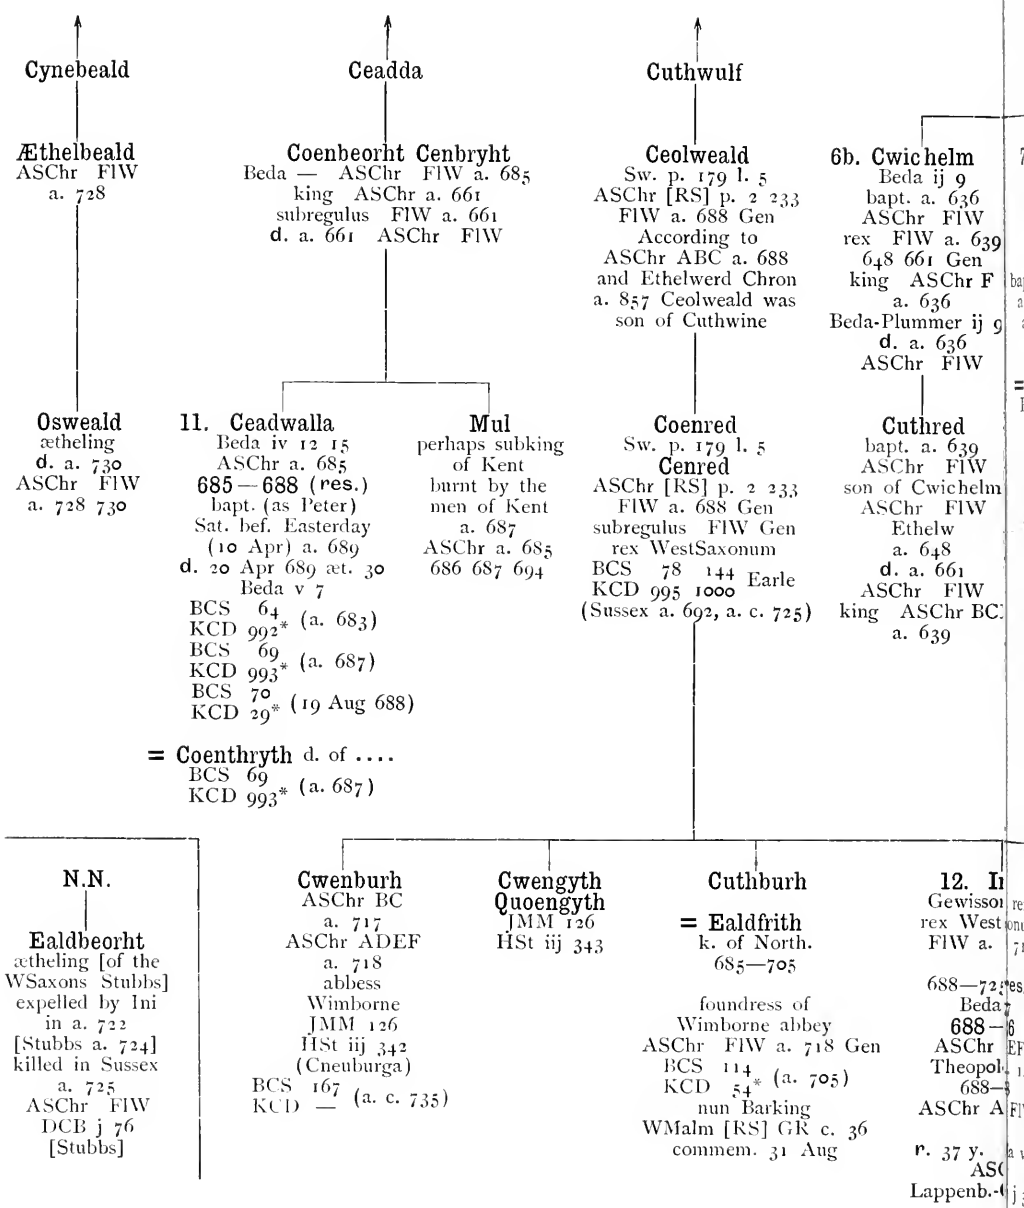 Cynebeald
Æthelbeald
ASChr FlW
a. 728
Osweald
ætheling
d. a. 730
ASChr FlW
a. 728 730
Ceadda
Coenbeorht Cenbryht
Beda — ASChr FlW a. 685
king ASChr a. 661
subregulus FlW a. 661
d. a. 661 ASChr FlW
11. Ceadwalla
Beda iv 12 15
ASChr a. 685
685—688 (res.)
bapt. (as Peter)
Sat. bef. Easterday
(10 Apr) a. 689
d. 20 Apr 689 æt. 30
Beda v 7
BCS 64
KCD 992* (a. 683)
BCS 69
KCD 993* (a. 687)
BCS 70
KCD 29* (19 Aug 688)
= Coenthryth d. of ....
BCS 69
KCD 993* (a. 687)
Mul
perhaps subking
of Kent
burnt by the
men of Kent
a. 687
ASChr a. 685
686 687 694
Cuthwulf
Ceolweald
Sw. p. 179 l. 5
ASChr [RS] p. 2 233
FlW a. 688 Gen
According to
ASChr ABC a. 688
and Ethelwerd Chron
a. 857 Ceolweald was
son of Cuthwine
Coenred
Sw. p. 179 l. 5
Cenred
ASChr [RS] p. 2 233
FlW a. 688 Gen
subregulus FlW Gen
rex WestSaxonum
BCS 78 144
KCD 995 1000 Earle
(Sussex a. 692, a. c. 725)
6b. Cwichelm
Beda ij 9
bapt. a. 636
ASChr FlW
rex FlW a. 639
648 661 Gen
king ASChr F
a. 636
Beda-Plummer ij 9
d. a. 636
ASChr FlW
Cuthred
bapt. a. 639
ASChr FlW
son of Cwichelm
ASChr FlW
Ethelw
a. 648
d. a. 661
ASChr FlW
king ASChr BC
a. 639
N.N.
Ealdbeorht
ætheling [of the
WSaxons Stubbs]
expelled by Ini
in a. 722
[Stubbs a. 724]
killed in Sussex
a. 725
ASChr FlW
DCB j 76
[Stubbs]
Cwenburh
ASChr BC
a. 717
ASChr ADEF
a. 718
abbess
Wimborne
JMM 126
HSt iij 342
(Cneuburga)
BCS 167
KCD — (a. c. 735)
Cwengyth
Quoengyth
JMM 126
HSt iij 343
Cuthburh
= Ealdfrith
k. of North.
685—705
foundress of
Wimborne abbey
ASChr FlW a. 718 Gen
BCS 114
KCD 54* (a. 705)
nun Barking
WMalm [RS] GR c. 36
commem. 31 Aug
12.
rex West
FlW a.
Beda
ASChr
ASChr A
r. 37 y.